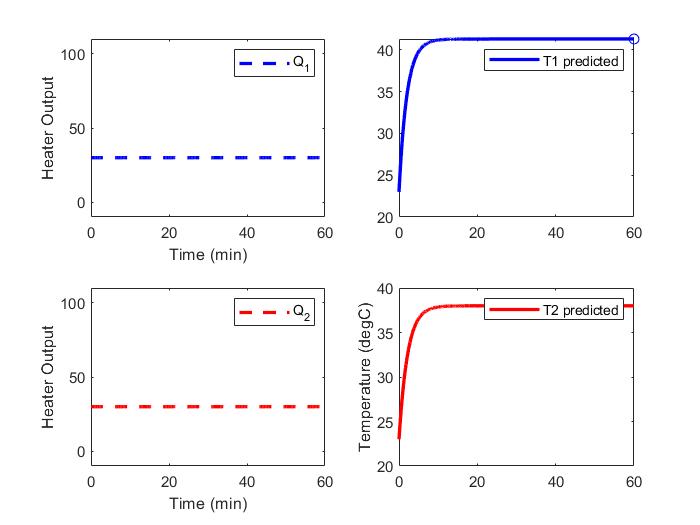 100
50
0
Heater Output
Q1
0 20 40 60
Time (min)
40
35
30
25
20
T1 predicted
0 20 40 60
100
50
0
Heater Output
Q2
0 20 40 60
Time (min)
40
35
30
25
20
Temperature (degC)
T2 predicted
0 20 40 60